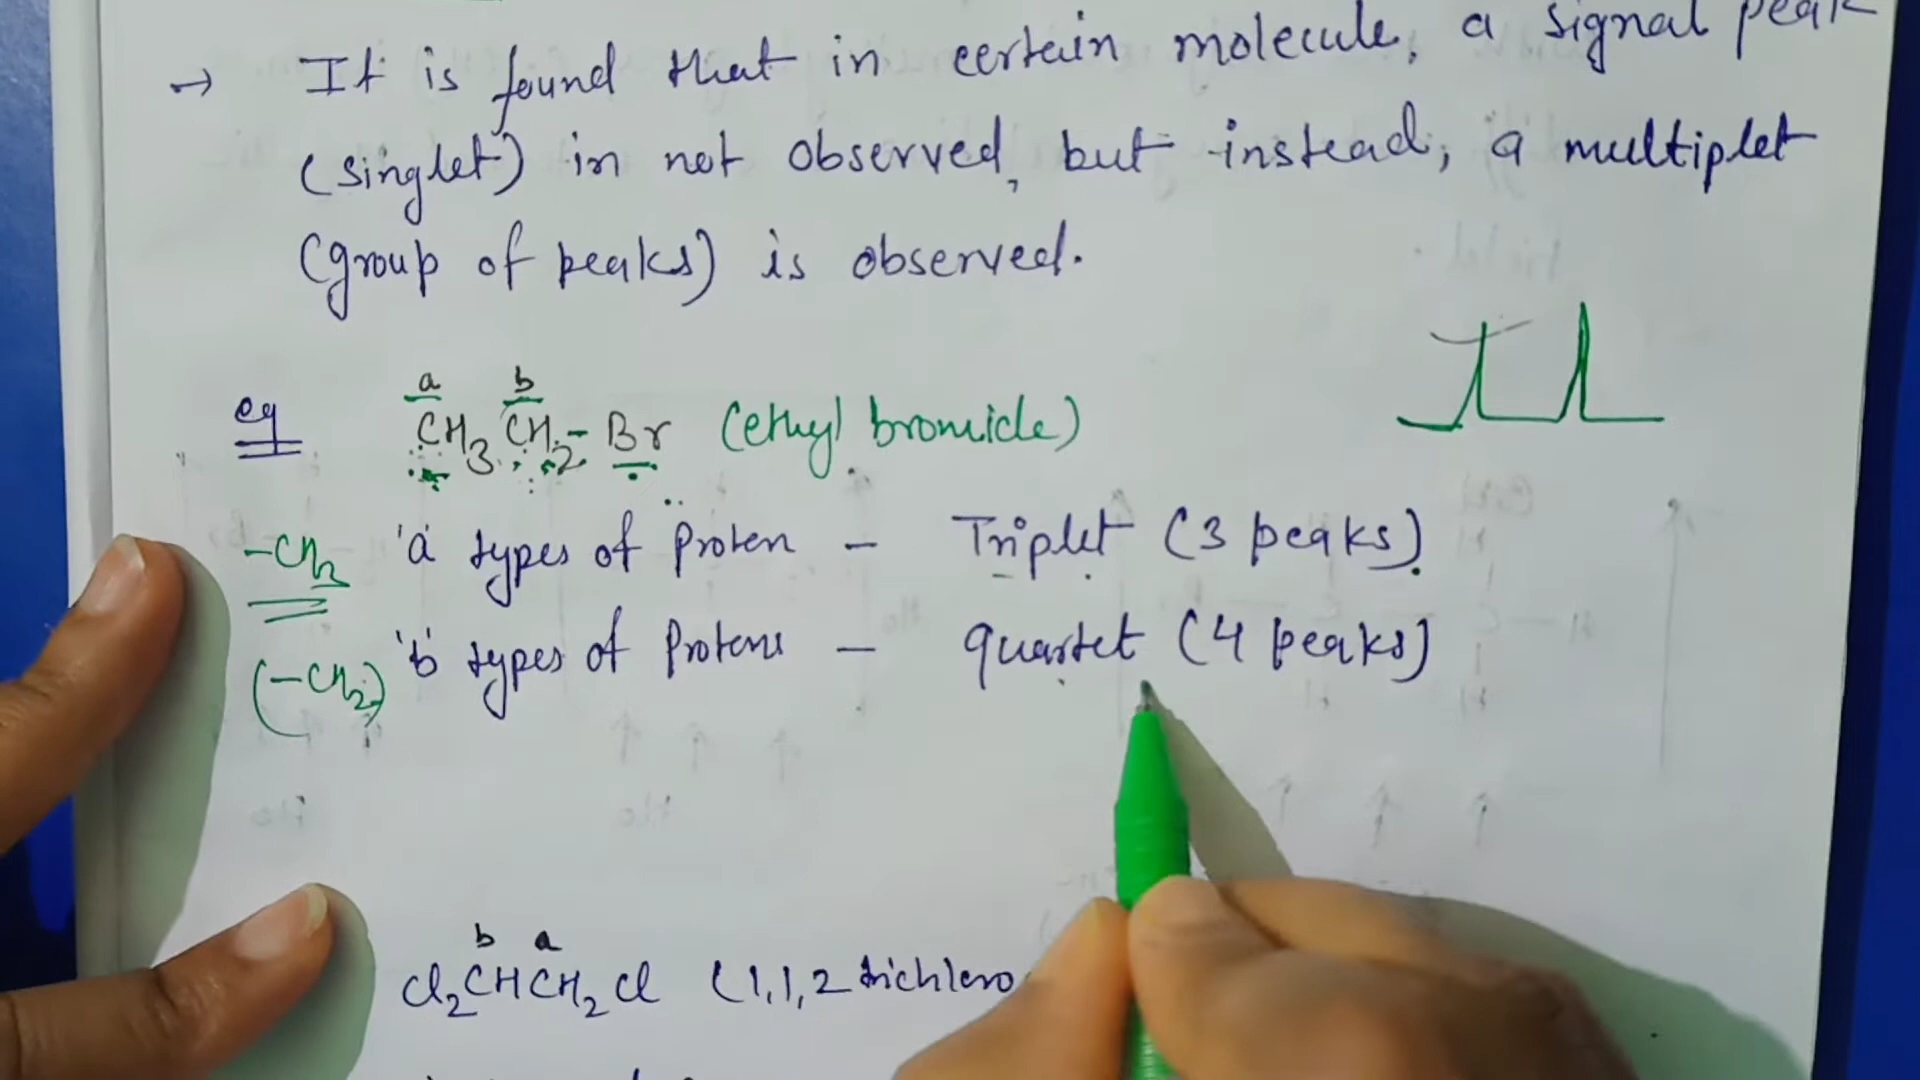 → It is found that in certain molecule, a signal peak
(singlet) in not observed, but instead, a multiplet
(group of peaks) is observed.
a b
eg CH3 CH2-Br (ethyl bromide)
-CH2 'a' types of Proton - Triplet (3 peaks)
(-CH2) 'b' types of Protons - quartet (4 peaks)
b a
Cl2CHCH2Cl (1,1,2 trichloro